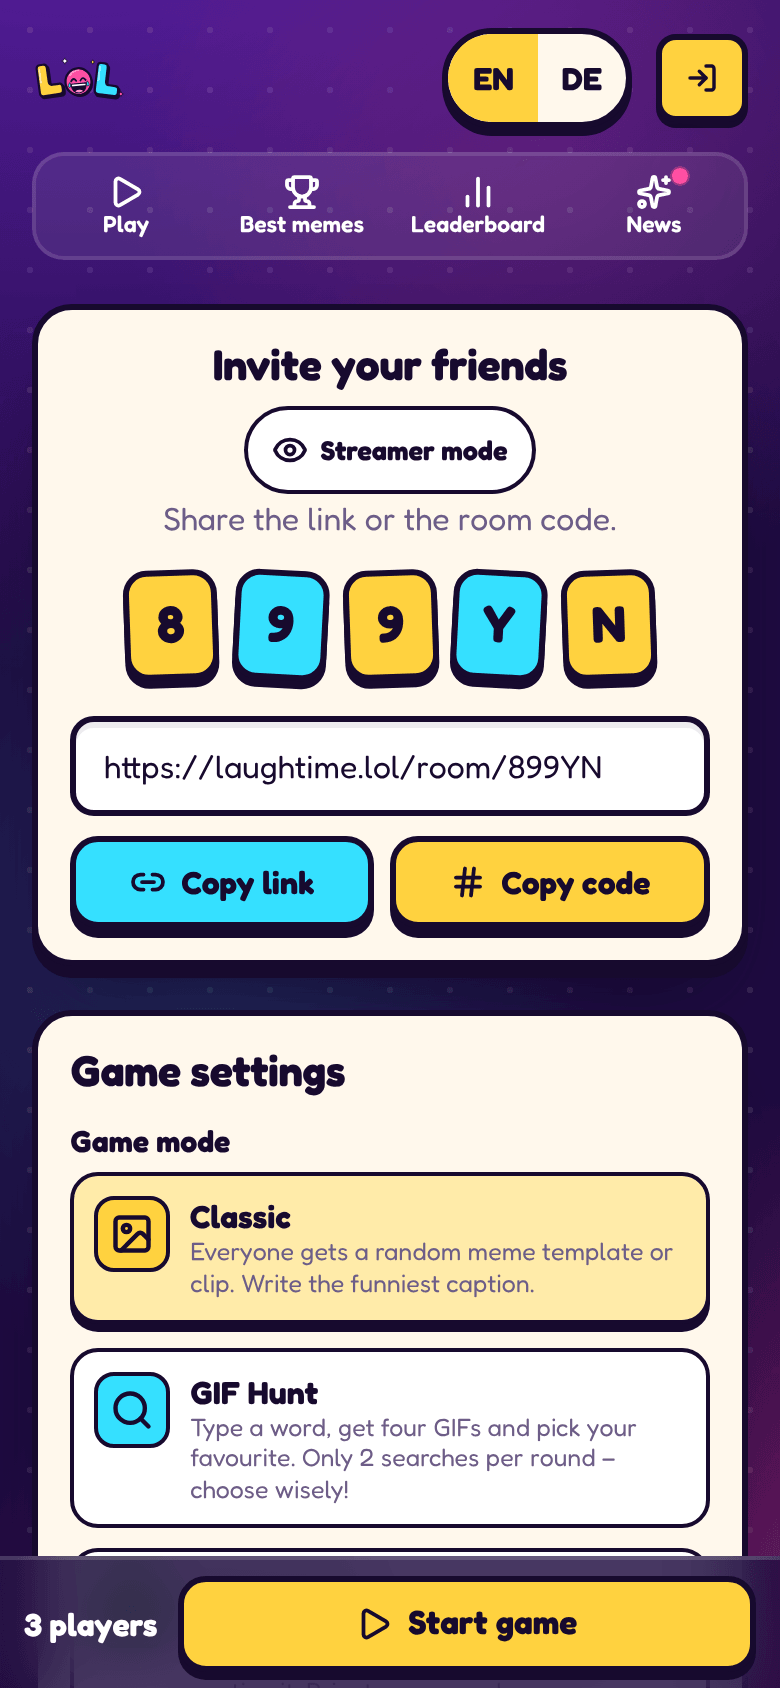 LOL
EN DE
Play Best memes Leaderboard News
Invite your friends
Streamer mode
Share the link or the room code.
8 9 9 Y N
https://laughtime.lol/room/899YN
Copy link Copy code
Game settings
Game mode
Classic
Everyone gets a random meme template or
clip. Write the funniest caption.
GIF Hunt
Type a word, get four GIFs and pick your
favourite. Only 2 searches per round –
choose wisely!
3 players Start game